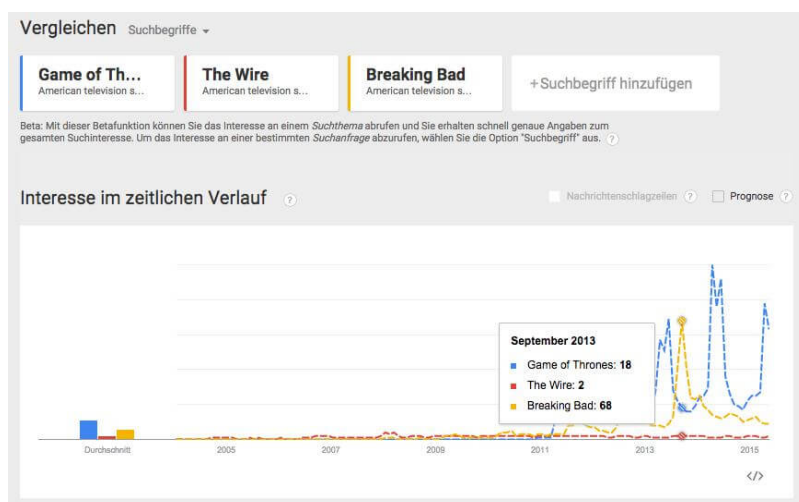 Vergleichen Suchbegriffe
Game of Th... The Wire Breaking Bad +Suchbegriff hinzufügen
American television s... American television s... American television s...
Beta: Mit dieser Betafunktion können Sie das Interesse an einem Suchthema abrufen und Sie erhalten schnell genaue Angaben zum
gesamten Suchinteresse. Um das Interesse an einer bestimmten Suchanfrage abzurufen, wählen Sie die Option "Suchbegriff" aus. ?
Interesse im zeitlichen Verlauf ? Nachrichtenschlagzeilen ? Prognose ?
September 2013
Game of Thrones: 18
The Wire: 2
Breaking Bad: 68
Durchschnitt 2005 2007 2009 2011 2013 2015
</>